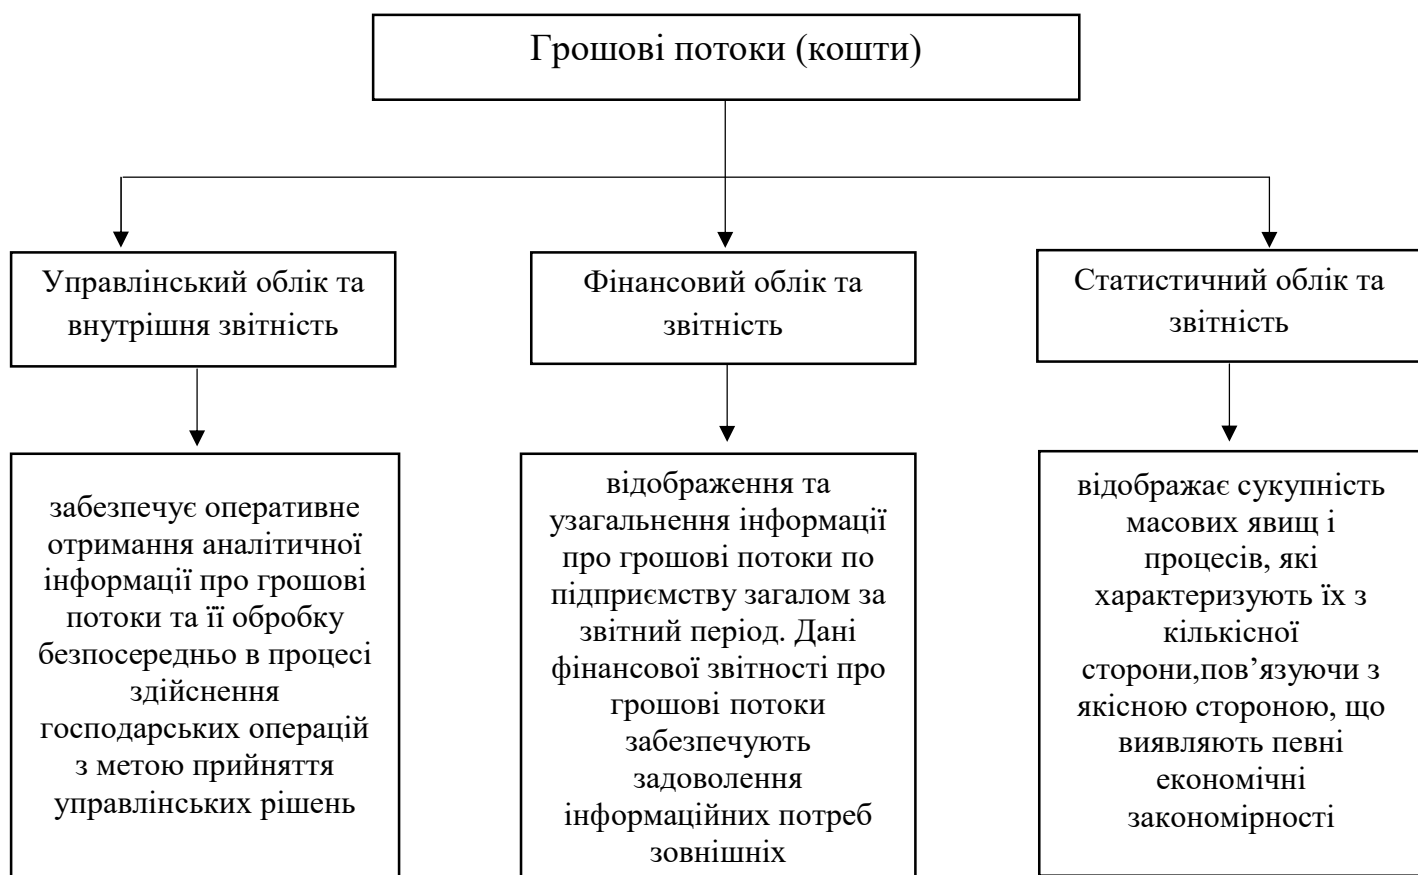 Грошові потоки (кошти)
Управлінський облік та
внутрішня звітність
Фінансовий облік та
звітність
Статистичний облік та
звітність
забезпечує оперативне
отримання аналітичної
інформації про грошові
потоки та її обробку
безпосередньо в процесі
здійснення
господарських операцій
з метою прийняття
управлінських рішень
відображення та
узагальнення інформації
про грошові потоки по
підприємству загалом за
звітний період. Дані
фінансової звітності про
грошові потоки
забезпечують
задоволення
інформаційних потреб
зовнішніх
відображає сукупність
масових явищ і
процесів, які
характеризують їх з
кількісної
сторони,пов’язуючи з
якісною стороною, що
виявляють певні
економічні
закономірності